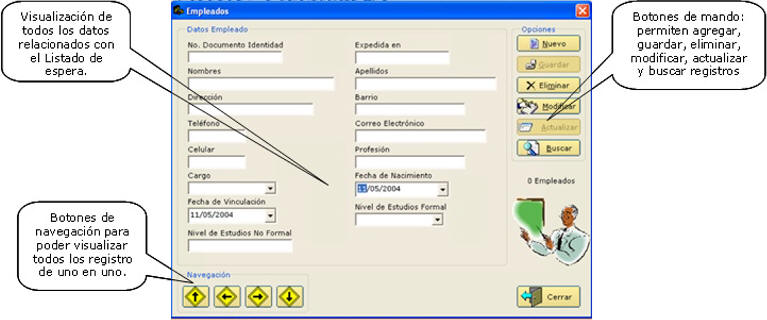 Visualización de
todos los datos
relacionados con
el Listado de
espera.
Empleados
Datos Empleado
No. Documento Identidad
Expedida en
Nombres
Apellidos
Dirección
Barrio
Teléfono
Correo Electrónico
Celular
Profesión
Cargo
Fecha de Nacimiento
11/05/2004
Fecha de Vinculación
11/05/2004
Nivel de Estudios Formal
Nivel de Estudios No Formal
Navegación
Opciones
Nuevo
Guardar
Eliminar
Modificar
Actualizar
Buscar
0 Empleados
Cerrar
Botones de mando:
permiten agregar,
guardar, eliminar,
modificar, actualizar
y buscar registros
Botones de
navegación para
poder visualizar
todos los registro
de uno en uno.